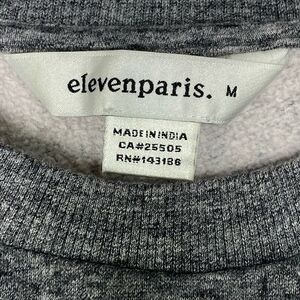 elevenparis. M
MADE IN INDIA
CA#25505
RN#143186